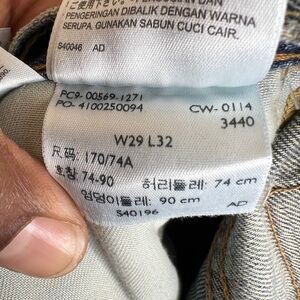 PENGERINGAN DIBALIK DENGAN WARNA
SERUPA. GUNAKAN SABUN CUCI CAIR.
S40046 AD
PC9-00569-1271
PO- 4100250094 CW-0114
3440
W29 L32
尺码: 170/74A
호칭 74-90 허리둘레: 74 cm
엉덩이둘레: 90 cm
S40196 AD